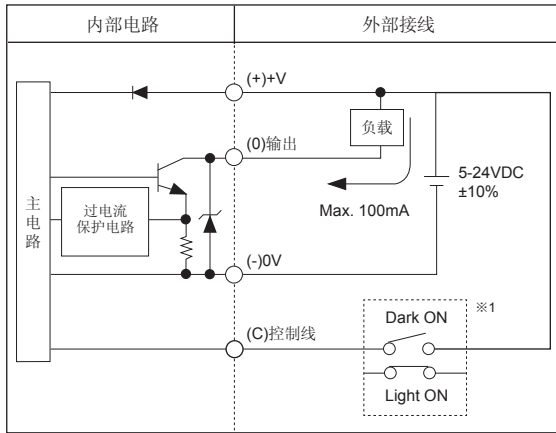 内部电路
外部接线
(+)+V
负载
(0)输出
5-24VDC
±10%
Max. 100mA
主电路
过电流
保护电路
(-)0V
※1
Dark ON
(C)控制线
Light ON